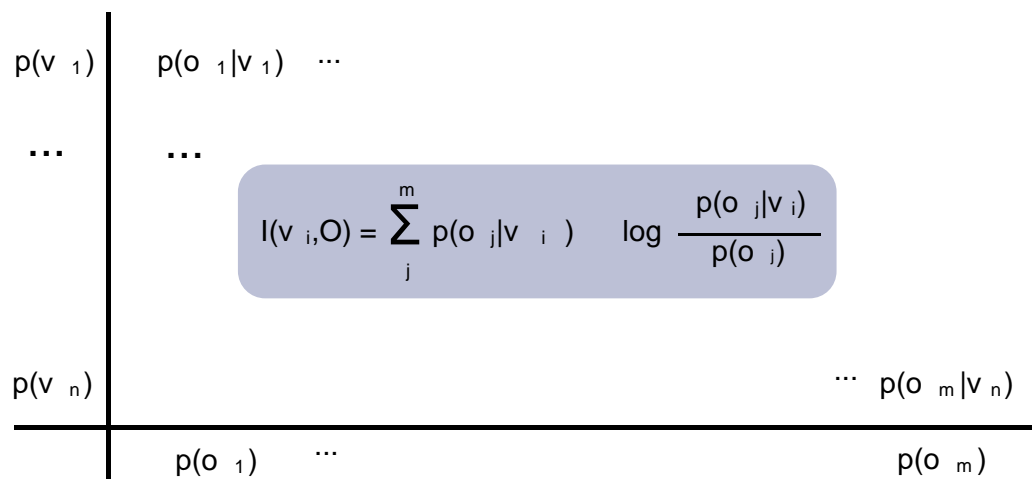 p(v 1) p(o 1|v 1) ...
... ...
I(v i,O) = m Σ j p(o j|v i ) log p(o j|v i) / p(o j)
p(v n) ... p(o m|v n)
p(o 1) ... p(o m)